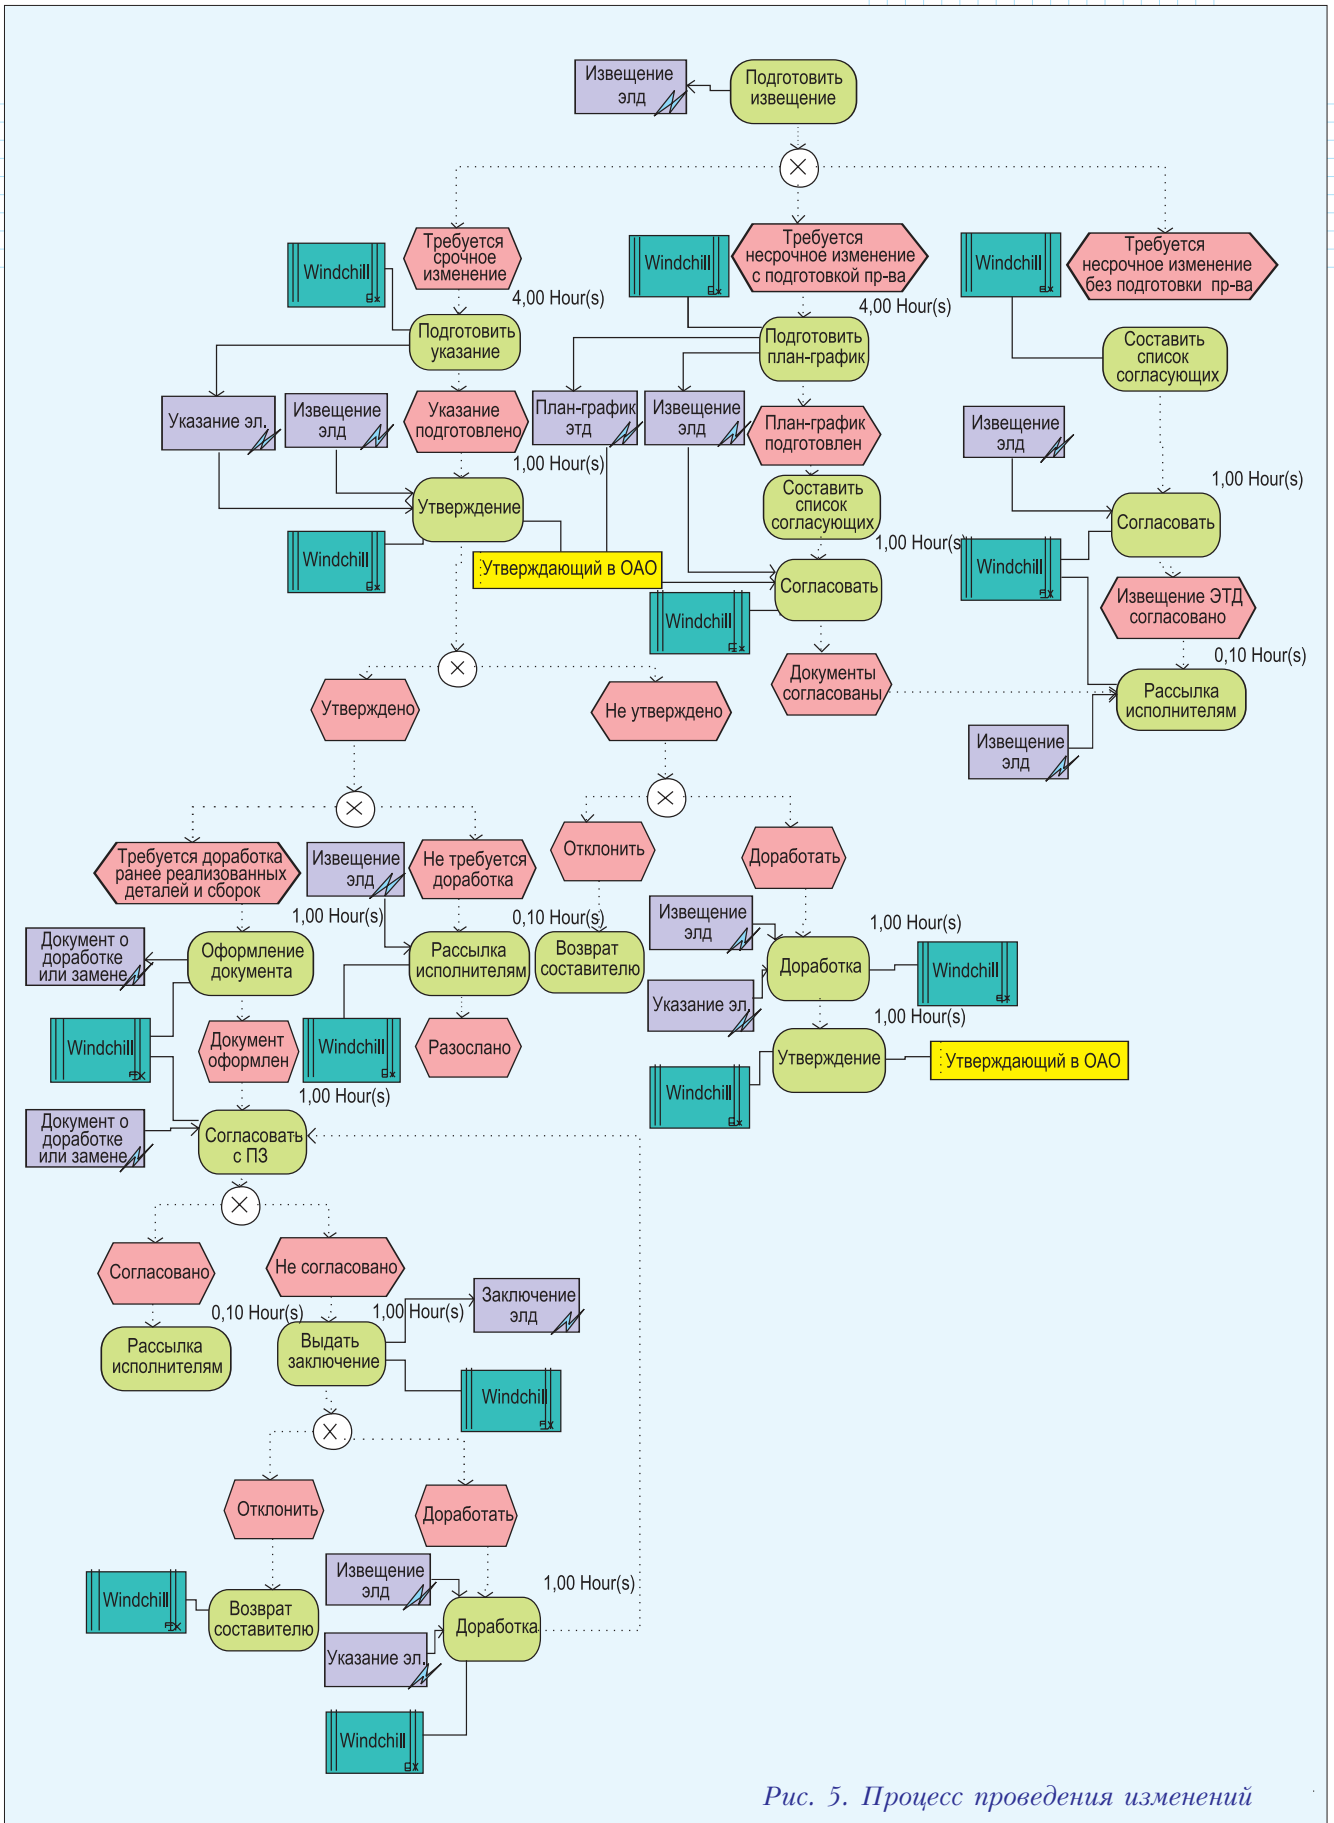 Извещение
элд
Подготовить
извещение
Windchill
Требуется
срочное
изменение
4,00 Hour(s)
Windchill
Требуется
несрочное изменение
с подготовкой пр-ва
4,00 Hour(s)
Windchill
Требуется
несрочное изменение
без подготовки пр-ва
Подготовить
указание
Подготовить
план-график
Составить
список
согласующих
Указание эл.
Извещение
элд
Указание
подготовлено
План-график
этд
Извещение
элд
План-график
подготовлен
Извещение
элд
1,00 Hour(s)
1,00 Hour(s)
Утверждение
Составить
список
согласующих
Согласовать
Windchill
Утверждающий в ОАО
1,00 Hour(s)
Windchill
Согласовать
Windchill
Извещение ЭТД
согласовано
0,10 Hour(s)
Документы
согласованы
Рассылка
исполнителям
Утверждено
Не утверждено
Извещение
элд
Требуется доработка
ранее реализованных
деталей и сборок
Извещение
элд
Не требуется
доработка
Отклонить
Доработать
1,00 Hour(s)
0,10 Hour(s)
Извещение
элд
1,00 Hour(s)
Документ о
доработке
или замене
Оформление
документа
Рассылка
исполнителям
Возврат
составителю
Доработка
Windchill
Указание эл.
1,00 Hour(s)
Windchill
Документ
оформлен
Windchill
Разослано
Утверждение
Утверждающий в ОАО
Windchill
1,00 Hour(s)
Документ о
доработке
или замене
Согласовать
с ПЗ
Согласовано
Не согласовано
0,10 Hour(s)
1,00 Hour(s)
Заключение
элд
Рассылка
исполнителям
Выдать
заключение
Windchill
Отклонить
Доработать
Windchill
Возврат
составителю
Извещение
элд
1,00 Hour(s)
Доработка
Указание эл.
Windchill
Рис. 5. Процесс проведения изменений